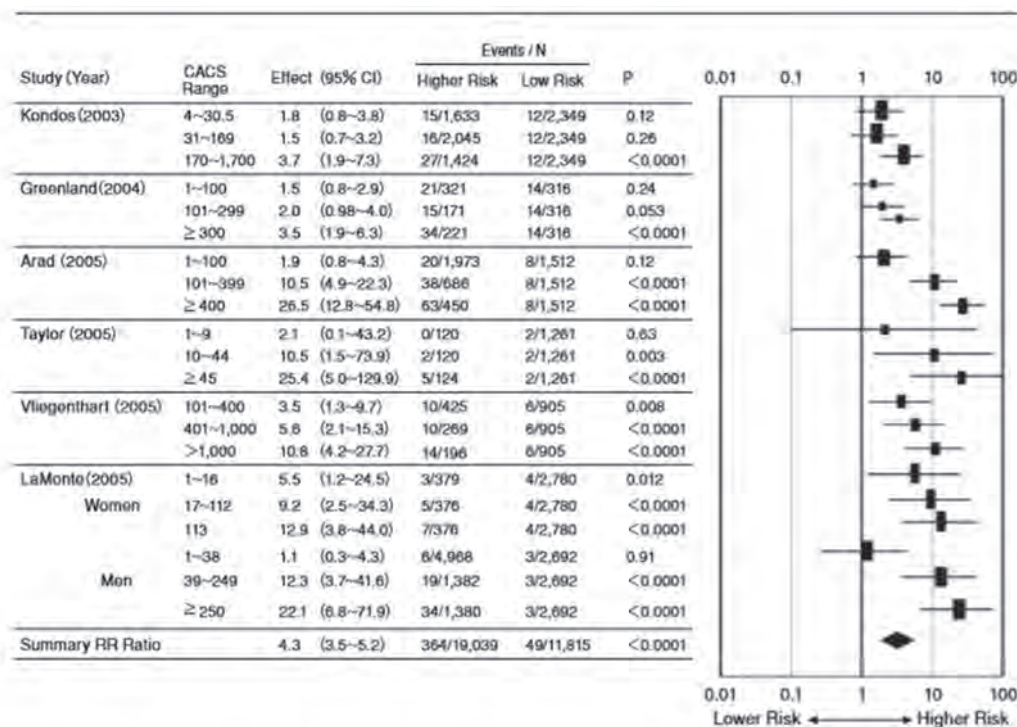 Events / N
Study (Year) CACS Range Effect (95% CI) Higher Risk Low Risk P
0.01 0.1 1 10 100
Kondos (2003) 4~30.5 1.8 (0.8~3.8) 15/1,633 12/2,349 0.12
31~169 1.5 (0.7~3.2) 16/2,045 12/2,349 0.26
170~1,700 3.7 (1.9~7.3) 27/1,424 12/2,349 <0.0001
Greenland (2004) 1~100 1.5 (0.8~2.9) 21/321 14/316 0.24
101~299 2.0 (0.98~4.0) 15/171 14/316 0.053
≥300 3.5 (1.9~6.3) 34/221 14/316 <0.0001
Arad (2005) 1~100 1.9 (0.8~4.3) 20/1,973 8/1,512 0.12
101~399 10.5 (4.9~22.3) 38/686 8/1,512 <0.0001
≥400 26.5 (12.8~54.8) 63/450 8/1,512 <0.0001
Taylor (2005) 1~9 2.1 (0.1~43.2) 0/120 2/1,261 0.63
10~44 10.5 (1.5~73.9) 2/120 2/1,261 0.003
≥45 25.4 (5.0~129.9) 5/124 2/1,261 <0.0001
Vliegenthart (2005) 101~400 3.5 (1.3~9.7) 10/425 6/905 0.008
401~1,000 5.6 (2.1~15.3) 10/269 6/905 <0.0001
>1,000 10.8 (4.2~27.7) 14/196 6/905 <0.0001
LaMonte (2005) 1~16 5.5 (1.2~24.5) 3/379 4/2,780 0.012
Women 17~112 9.2 (2.5~34.3) 5/376 4/2,780 <0.0001
113 12.9 (3.8~44.0) 7/376 4/2,780 <0.0001
1~38 1.1 (0.3~4.3) 6/4,968 3/2,692 0.91
Men 39~249 12.3 (3.7~41.6) 19/1,382 3/2,692 <0.0001
≥250 22.1 (6.8~71.9) 34/1,380 3/2,692 <0.0001
Summary RR Ratio 4.3 (3.5~5.2) 364/19,039 49/11,815 <0.0001
0.01 0.1 1 10 100
Lower Risk ◄—► Higher Risk